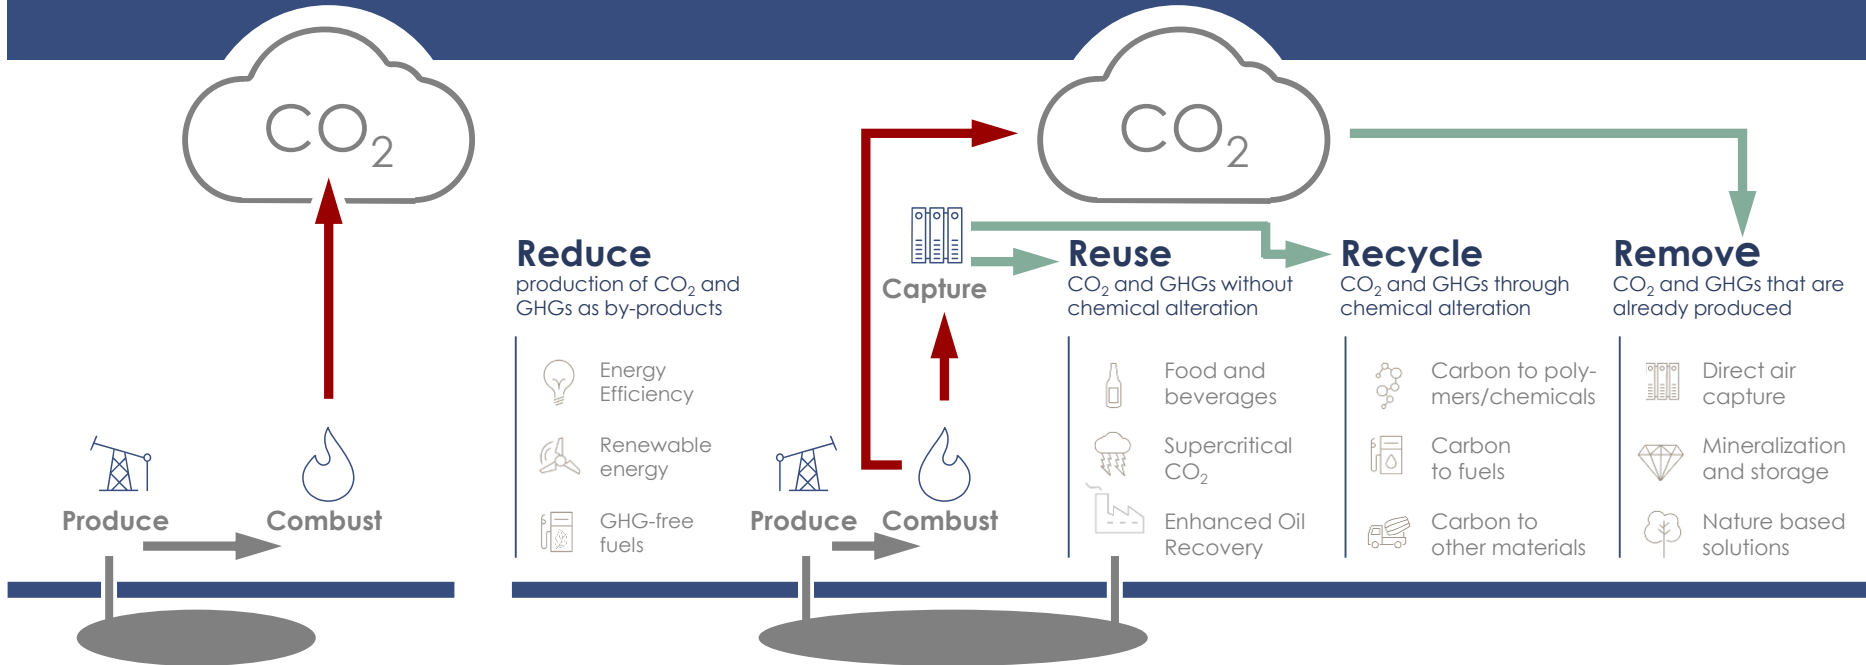 CO₂
Produce
Combust
Reduce
production of CO₂ and
GHGs as by-products
Energy
Efficiency
Renewable
energy
GHG-free
fuels
CO₂
Capture
Produce
Combust
Reuse
CO₂ and GHGs without
chemical alteration
Food and
beverages
Supercritical
CO₂
Enhanced Oil
Recovery
Recycle
CO₂ and GHGs through
chemical alteration
Carbon to poly-
mers/chemicals
Carbon
to fuels
Carbon to
other materials
Remove
CO₂ and GHGs that are
already produced
Direct air
capture
Mineralization
and storage
Nature based
solutions